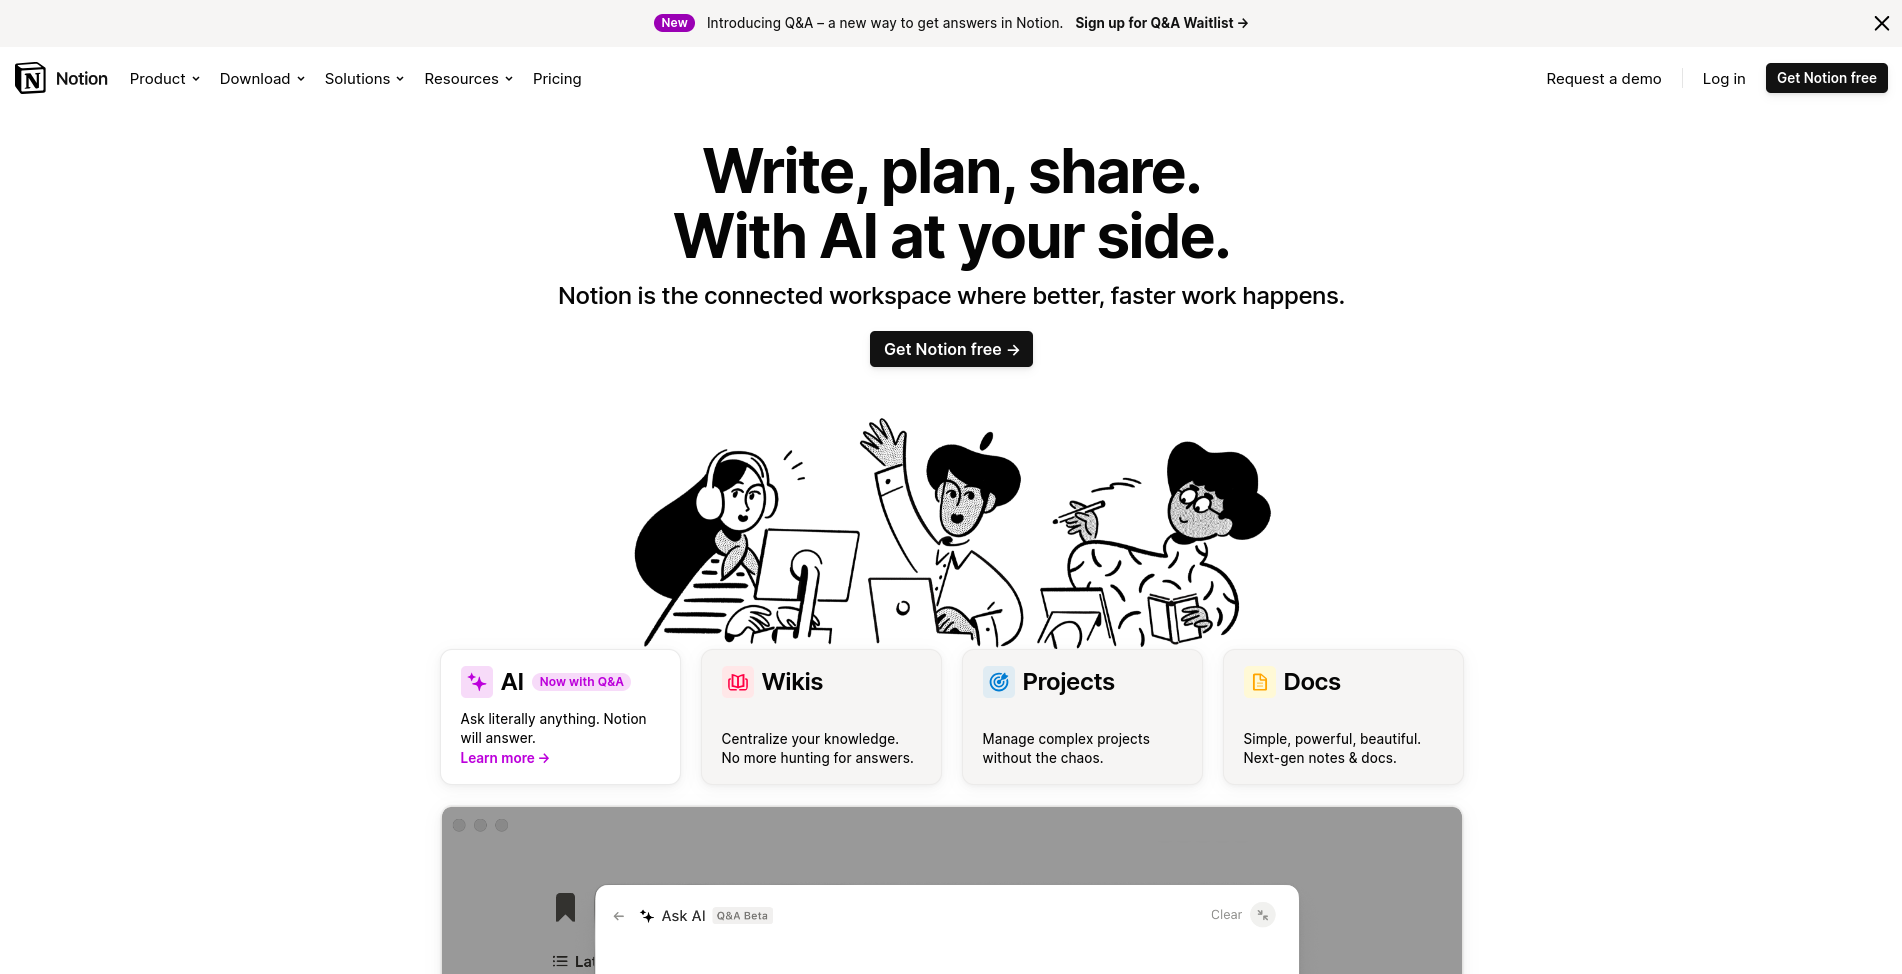 New Introducing Q&A – a new way to get answers in Notion. Sign up for Q&A Waitlist →
Notion Product Download Solutions Resources Pricing Request a demo Log in Get Notion free
Write, plan, share.
With AI at your side.
Notion is the connected workspace where better, faster work happens.
Get Notion free →
AI Now with Q&A
Ask literally anything. Notion
will answer.
Learn more →
Wikis
Centralize your knowledge.
No more hunting for answers.
Projects
Manage complex projects
without the chaos.
Docs
Simple, powerful, beautiful.
Next-gen notes & docs.
← Ask AI Q&A Beta Clear